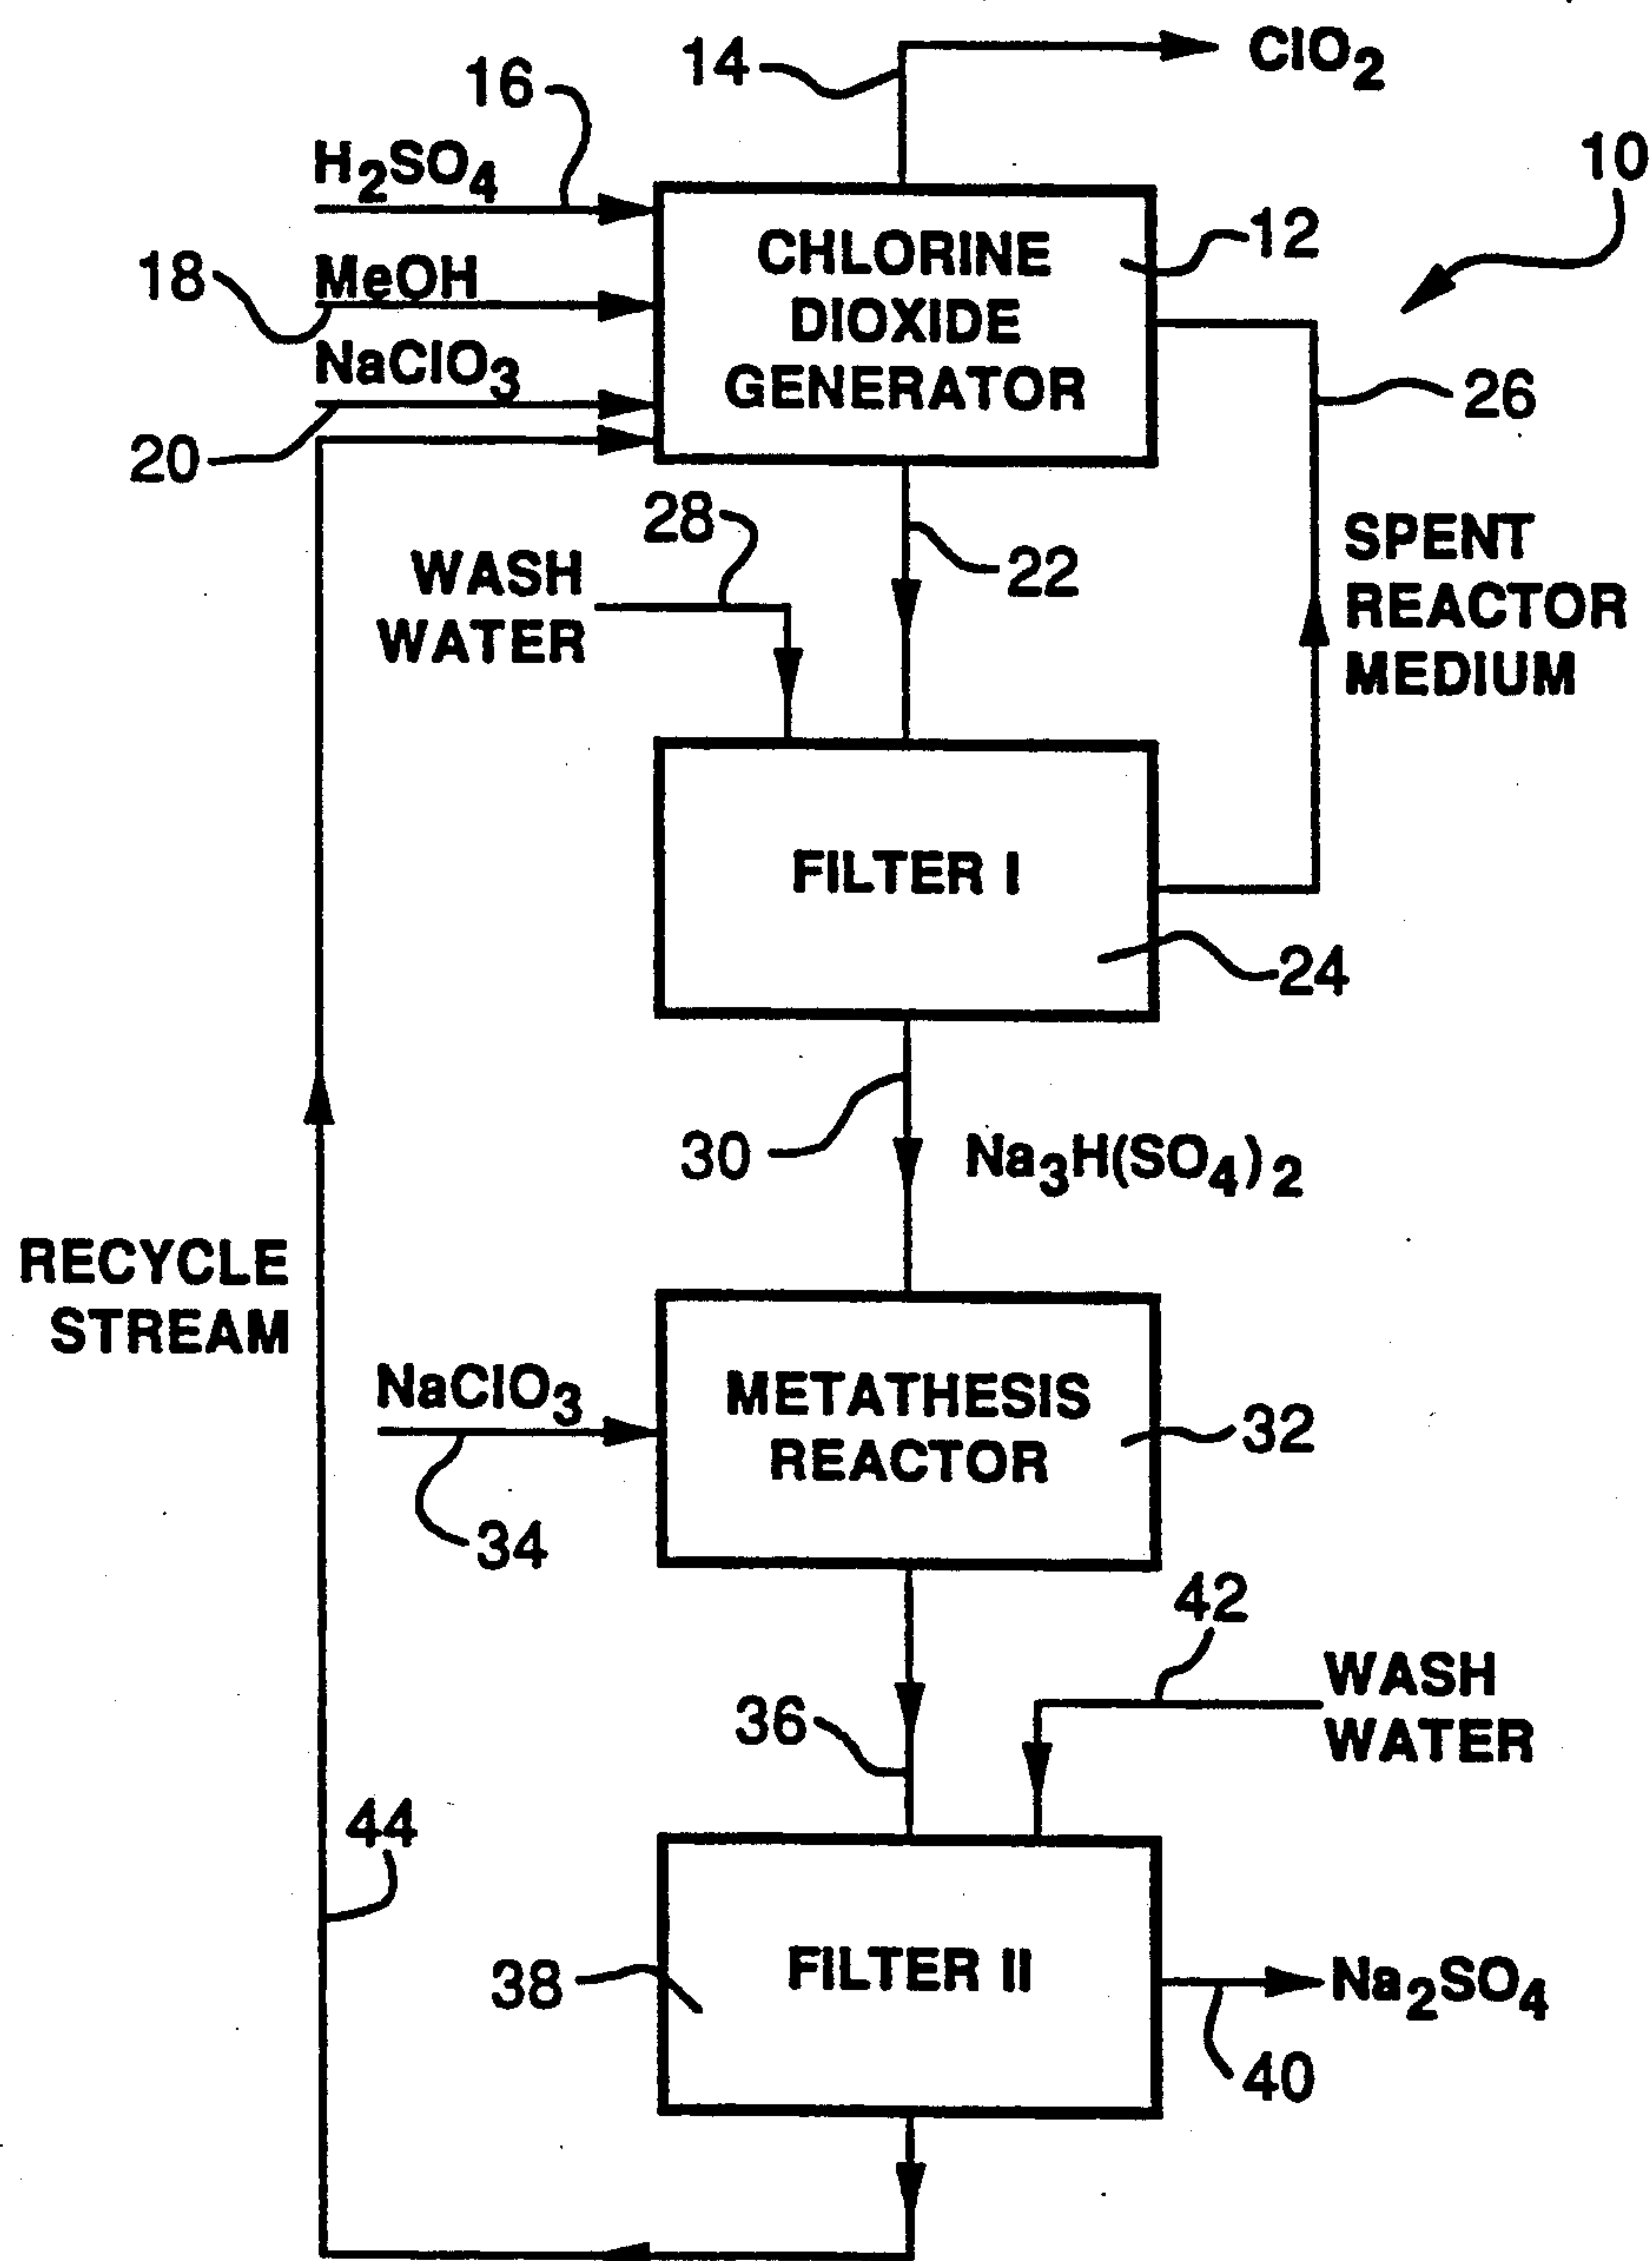 14
ClO2
16
10
H2SO4
12
CHLORINE
DIOXIDE
GENERATOR
18
MeOH
NaClO3
20
26
28
22
WASH
WATER
SPENT
REACTOR
MEDIUM
FILTER I
24
30
Na3H(SO4)2
RECYCLE
STREAM
NaClO3
METATHESIS
REACTOR
32
34
42
36
WASH
WATER
44
38
FILTER II
Na2SO4
40